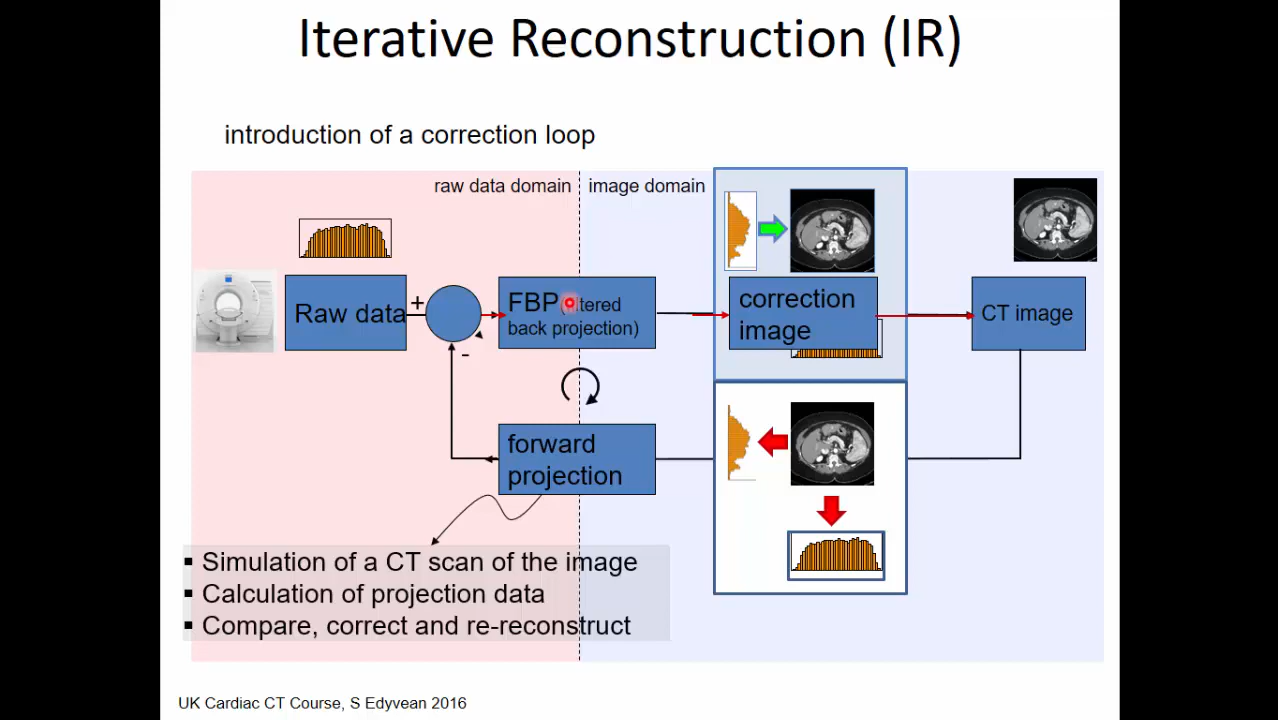 Iterative Reconstruction (IR)
introduction of a correction loop
raw data domain
image domain
Raw data
+
-
FBP (filtered
back projection)
correction
image
CT image
forward
projection
▪ Simulation of a CT scan of the image
▪ Calculation of projection data
▪ Compare, correct and re-reconstruct
UK Cardiac CT Course, S Edyvean 2016